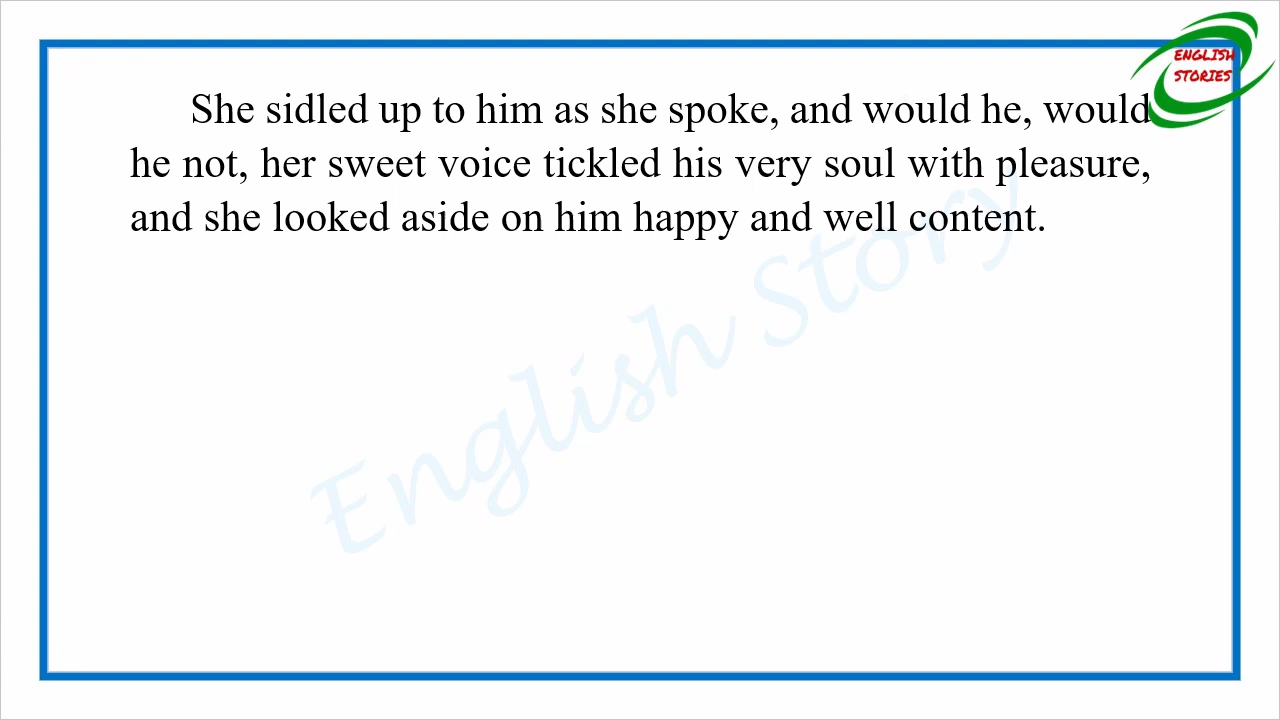 ENGLISH
STORIES
She sidled up to him as she spoke, and would he, would
he not, her sweet voice tickled his very soul with pleasure,
and she looked aside on him happy and well content.
English Story